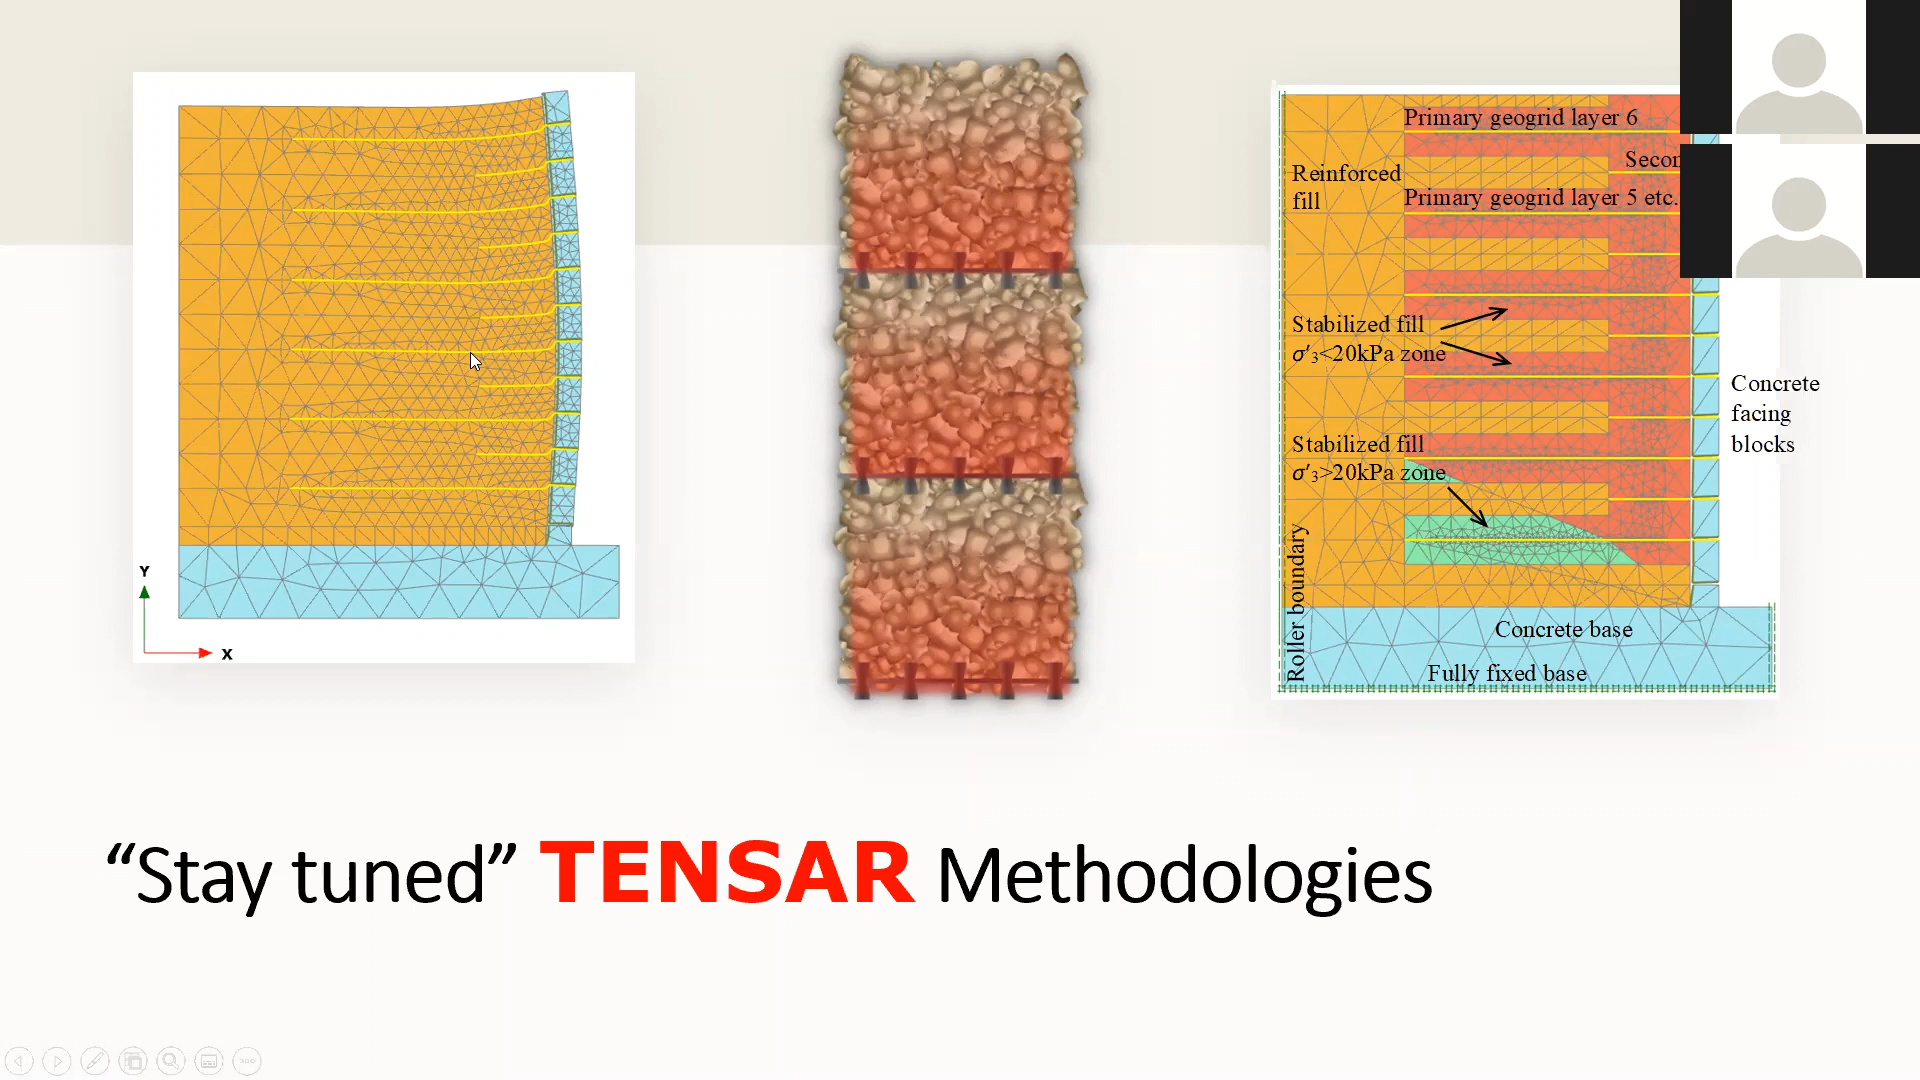 Y
X
Primary geogrid layer 6
Reinforced
fill
Primary geogrid layer 5 etc.
Stabilized fill
σ′₃<20kPa zone
Stabilized fill
σ′₃>20kPa zone
Concrete
facing
blocks
Roller boundary
Concrete base
Fully fixed base
“Stay tuned” TENSAR Methodologies